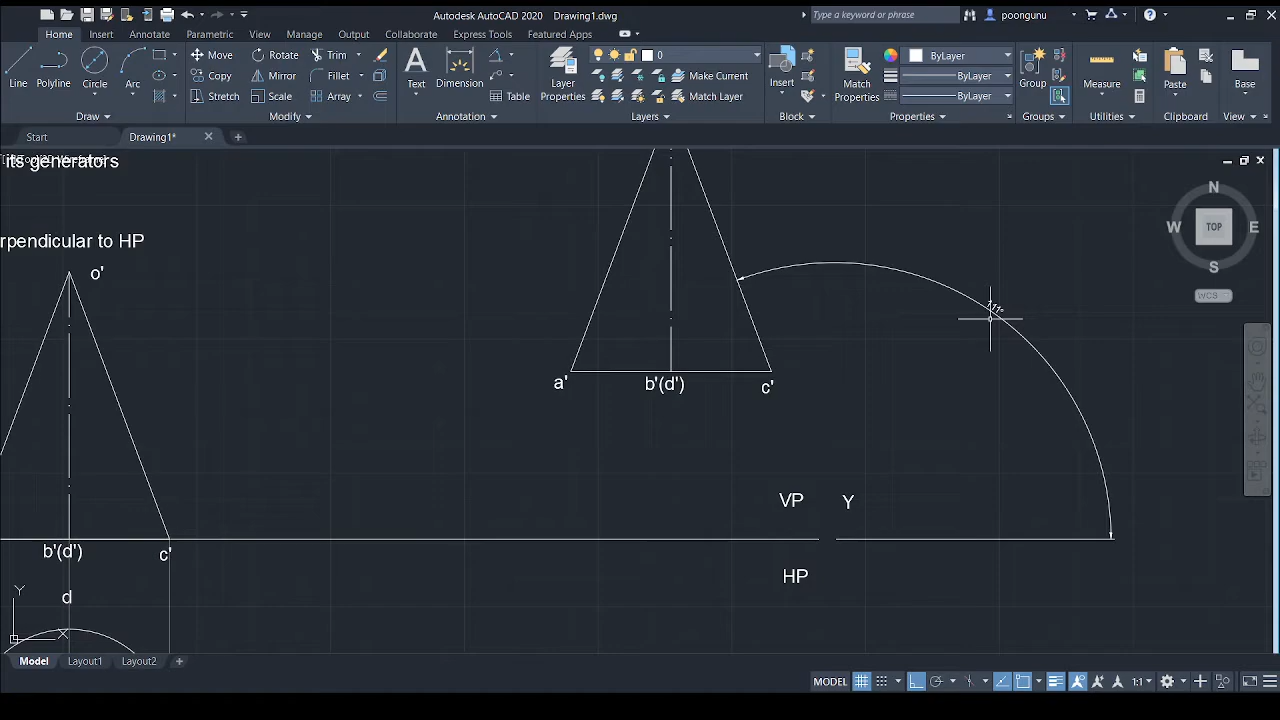 Autodesk AutoCAD 2020 Drawing1.dwg
Type a keyword or phrase
poongunu
Home Insert Annotate Parametric View Manage Output Collaborate Express Tools Featured Apps
Line Polyline Circle Arc
Move Rotate Trim
Copy Mirror Fillet
Stretch Scale Array
Text Dimension
Table
Layer Properties
0
Make Current
Match Layer
Insert
Match Properties
ByLayer
ByLayer
ByLayer
Group
Measure
Paste
Base
Draw Modify Annotation Layers Block Properties Groups Utilities Clipboard View
Start Drawing1*
its generators
rpendicular to HP
o'
a' b'(d') c'
111°
N
W TOP E
S
WCS
VP Y
b'(d') c'
HP
Y
d
X
Model Layout1 Layout2
MODEL 1:1